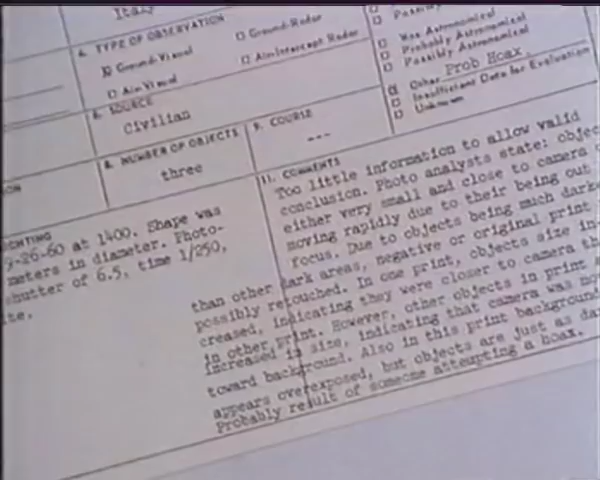 Italy
4. TYPE OF OBSERVATION
Ground-Visual
Ground-Radar
Air-Visual
Air-Intercept Radar
Was Astronomical
Probably Astronomical
Possibly Astronomical
Other Prob Hoax
Insufficient Data for Evaluation
Unknown
SOURCE
Civilian
8. NUMBER OF OBJECTS
three
9. COURSE
---
11. COMMENTS
9-26-60 at 1400. Shape was
meters in diameter. Photo-
shutter of 6.5, time 1/250,
Too little information to allow valid
conclusion. Photo analysts state: objec
either very small and close to camera
moving rapidly due to their being out
focus. Due to objects being much dark
than other dark areas, negative or original print
possibly retouched. In one print, objects size in-
creased, indicating they were closer to camera th
in other print. However, other objects in print
increased in size, indicating that camera was mo
toward background. Also in this print background
appears overexposed, but objects are just as da
Probably result of someone attempting a hoax.